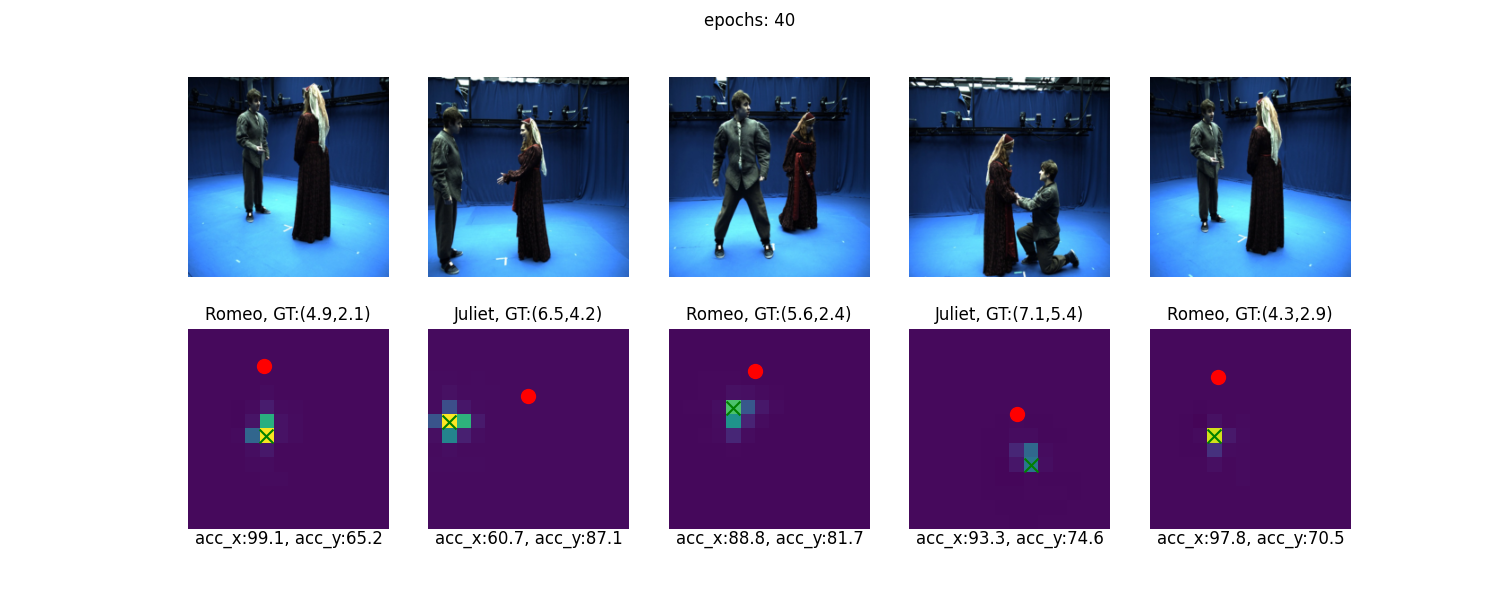 epochs: 40
Romeo, GT:(4.9,2.1)
Juliet, GT:(6.5,4.2)
Romeo, GT:(5.6,2.4)
Juliet, GT:(7.1,5.4)
Romeo, GT:(4.3,2.9)
acc_x:99.1, acc_y:65.2
acc_x:60.7, acc_y:87.1
acc_x:88.8, acc_y:81.7
acc_x:93.3, acc_y:74.6
acc_x:97.8, acc_y:70.5